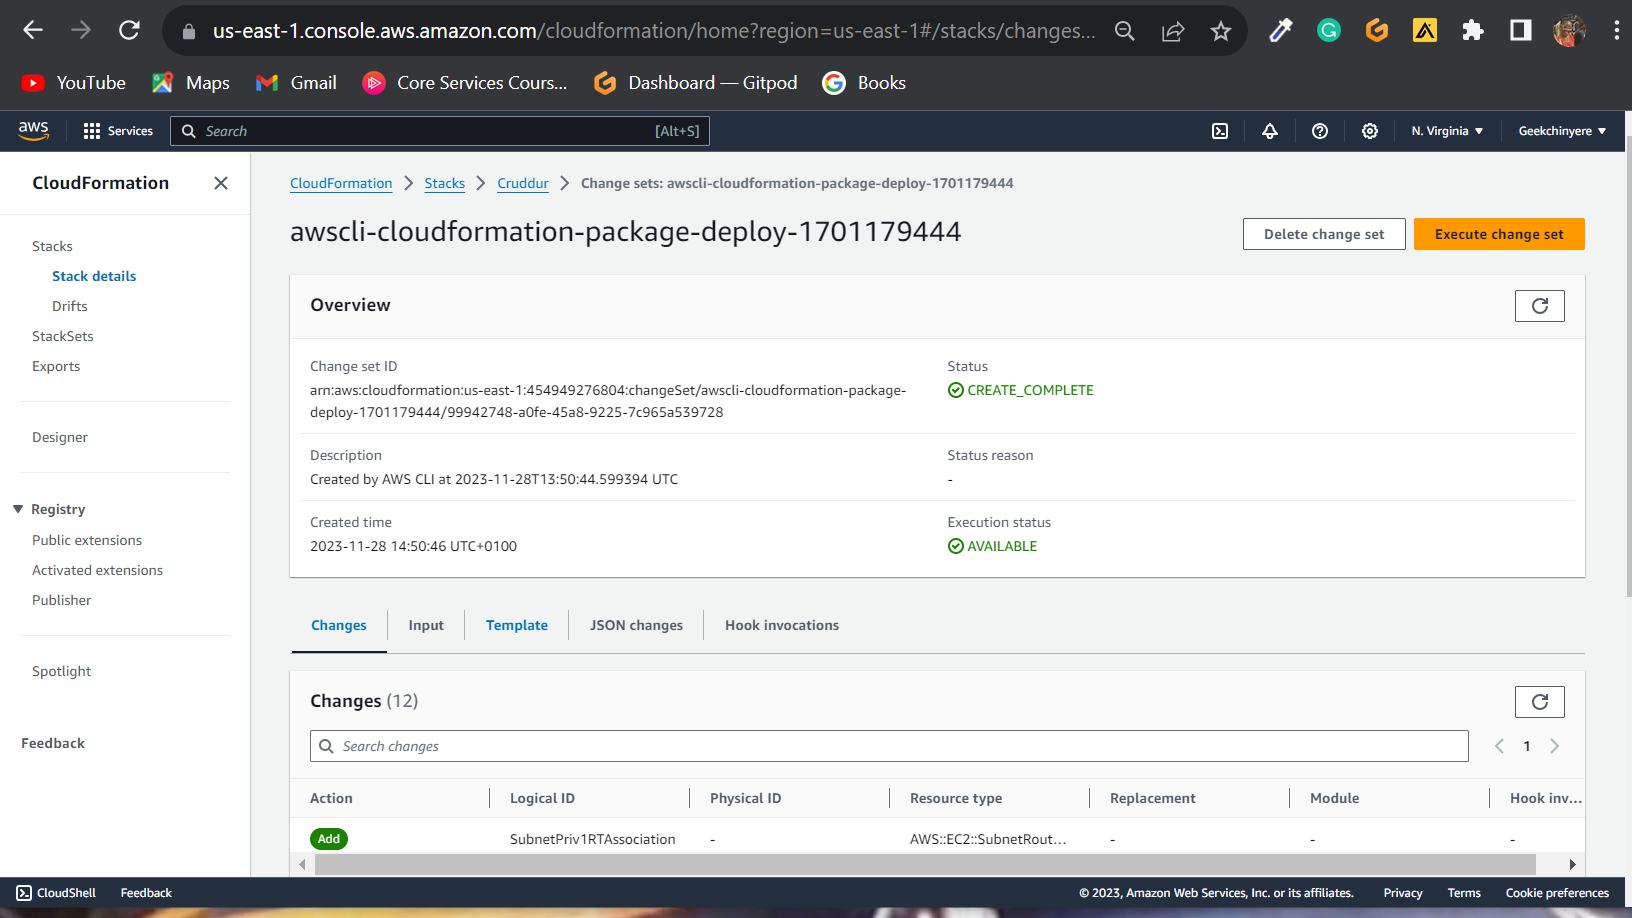 us-east-1.console.aws.amazon.com/cloudformation/home?region=us-east-1#/stacks/changes...
YouTube Maps Gmail Core Services Cours... Dashboard — Gitpod Books
aws Services Search [Alt+S] N. Virginia Geekchinyere
CloudFormation
Stacks
Stack details
Drifts
StackSets
Exports
Designer
Registry
Public extensions
Activated extensions
Publisher
Spotlight
Feedback
CloudFormation Stacks Cruddur Change sets: awscli-cloudformation-package-deploy-1701179444
awscli-cloudformation-package-deploy-1701179444
Delete change set Execute change set
Overview
Change set ID
arn:aws:cloudformation:us-east-1:454949276804:changeSet/awscli-cloudformation-package-
deploy-1701179444/99942748-a0fe-45a8-9225-7c965a539728
Status
CREATE_COMPLETE
Description
Created by AWS CLI at 2023-11-28T13:50:44.599394 UTC
Status reason
-
Created time
2023-11-28 14:50:46 UTC+0100
Execution status
AVAILABLE
Changes Input Template JSON changes Hook invocations
Changes (12)
Search changes
1
Action Logical ID Physical ID Resource type Replacement Module Hook inv...
Add SubnetPriv1RTAssociation - AWS::EC2::SubnetRout... - - -
CloudShell Feedback © 2023, Amazon Web Services, Inc. or its affiliates. Privacy Terms Cookie preferences